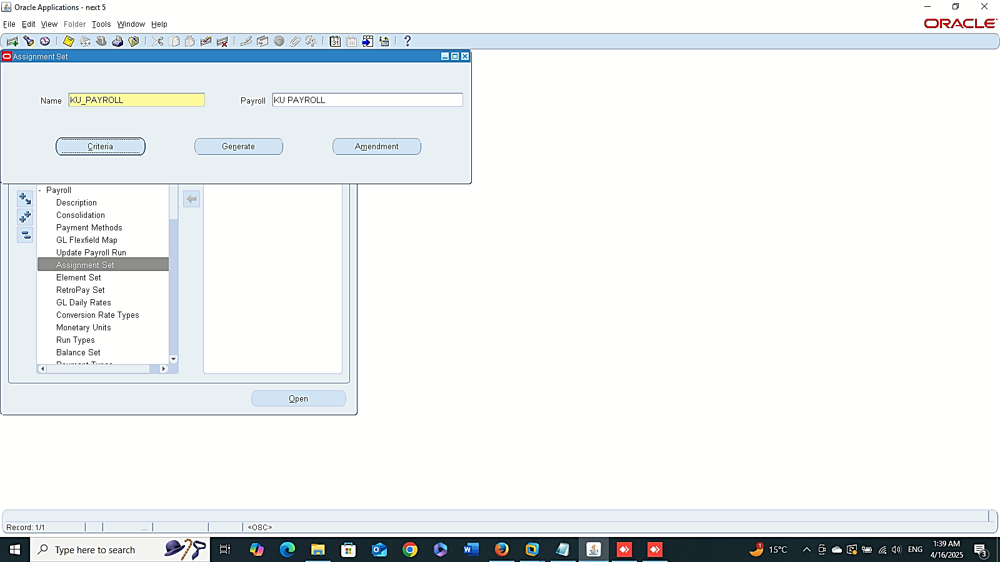 Oracle Applications - next 5
File Edit View Folder Tools Window Help
ORACLE
31
?
Assignment Set
Name KU_PAYROLL Payroll KU PAYROLL
Criteria Generate Amendment
- Payroll
Description
Consolidation
Payment Methods
GL Flexfield Map
Update Payroll Run
Assignment Set
Element Set
RetroPay Set
GL Daily Rates
Conversion Rate Types
Monetary Units
Run Types
Balance Set
Open
Record: 1/1 ... <OSC>
Type here to search
1
15°C
ENG
1:39 AM
4/16/2025
3